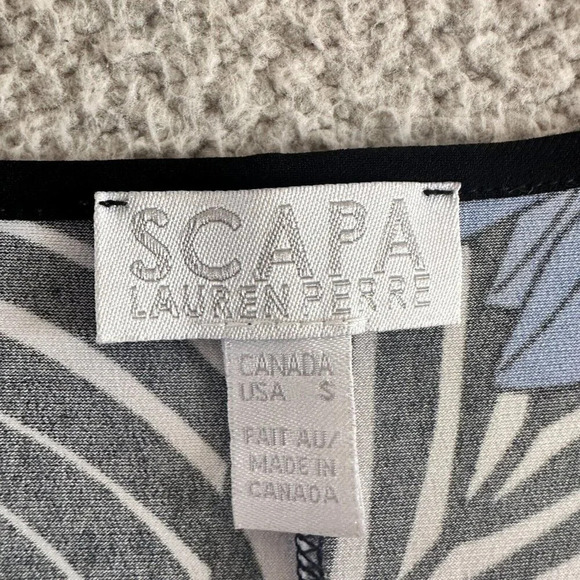 SCAPA
LAUREN PERRE
CANADA
USA S
FAIT AU/
MADE IN
CANADA